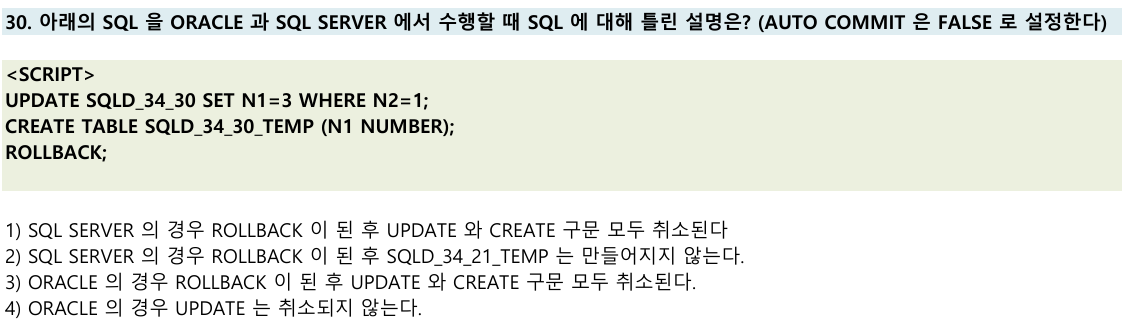 30. 아래의 SQL 을 ORACLE 과 SQL SERVER 에서 수행할 때 SQL 에 대해 틀린 설명은? (AUTO COMMIT 은 FALSE 로 설정한다)
<SCRIPT>
UPDATE SQLD_34_30 SET N1=3 WHERE N2=1;
CREATE TABLE SQLD_34_30_TEMP (N1 NUMBER);
ROLLBACK;
1) SQL SERVER 의 경우 ROLLBACK 이 된 후 UPDATE 와 CREATE 구문 모두 취소된다
2) SQL SERVER 의 경우 ROLLBACK 이 된 후 SQLD_34_21_TEMP 는 만들어지지 않는다.
3) ORACLE 의 경우 ROLLBACK 이 된 후 UPDATE 와 CREATE 구문 모두 취소된다.
4) ORACLE 의 경우 UPDATE 는 취소되지 않는다.